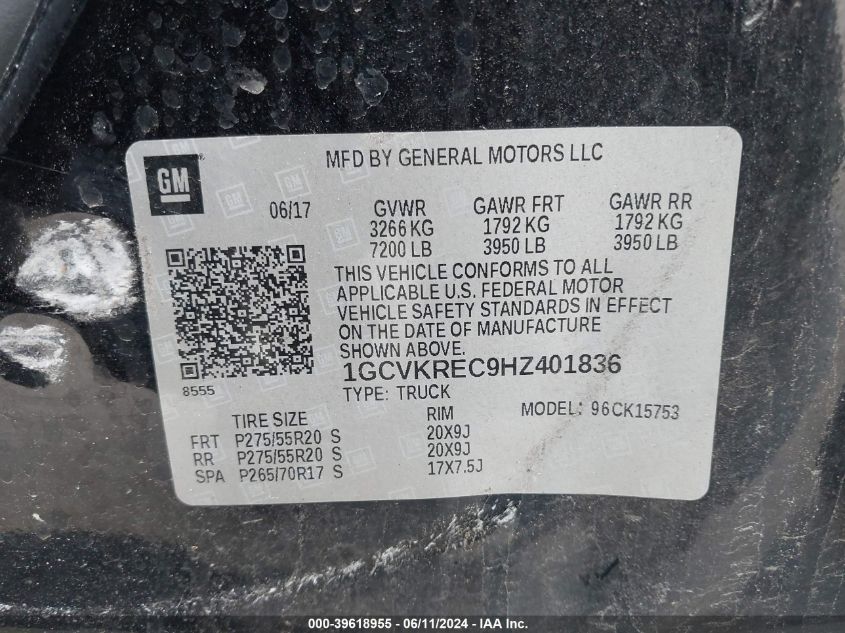 MFD BY GENERAL MOTORS LLC
GM
06/17 GVWR GAWR FRT GAWR RR
3266 KG 1792 KG 1792 KG
7200 LB 3950 LB 3950 LB
THIS VEHICLE CONFORMS TO ALL
APPLICABLE U.S. FEDERAL MOTOR
VEHICLE SAFETY STANDARDS IN EFFECT
ON THE DATE OF MANUFACTURE
SHOWN ABOVE.
1GCVKREC9HZ401836
8555
TYPE: TRUCK
MODEL: 96CK15753
TIRE SIZE RIM
FRT P275/55R20 S 20X9J
RR P275/55R20 S 20X9J
SPA P265/70R17 S 17X7.5J
000-39618955 - 06/11/2024 - IAA Inc.